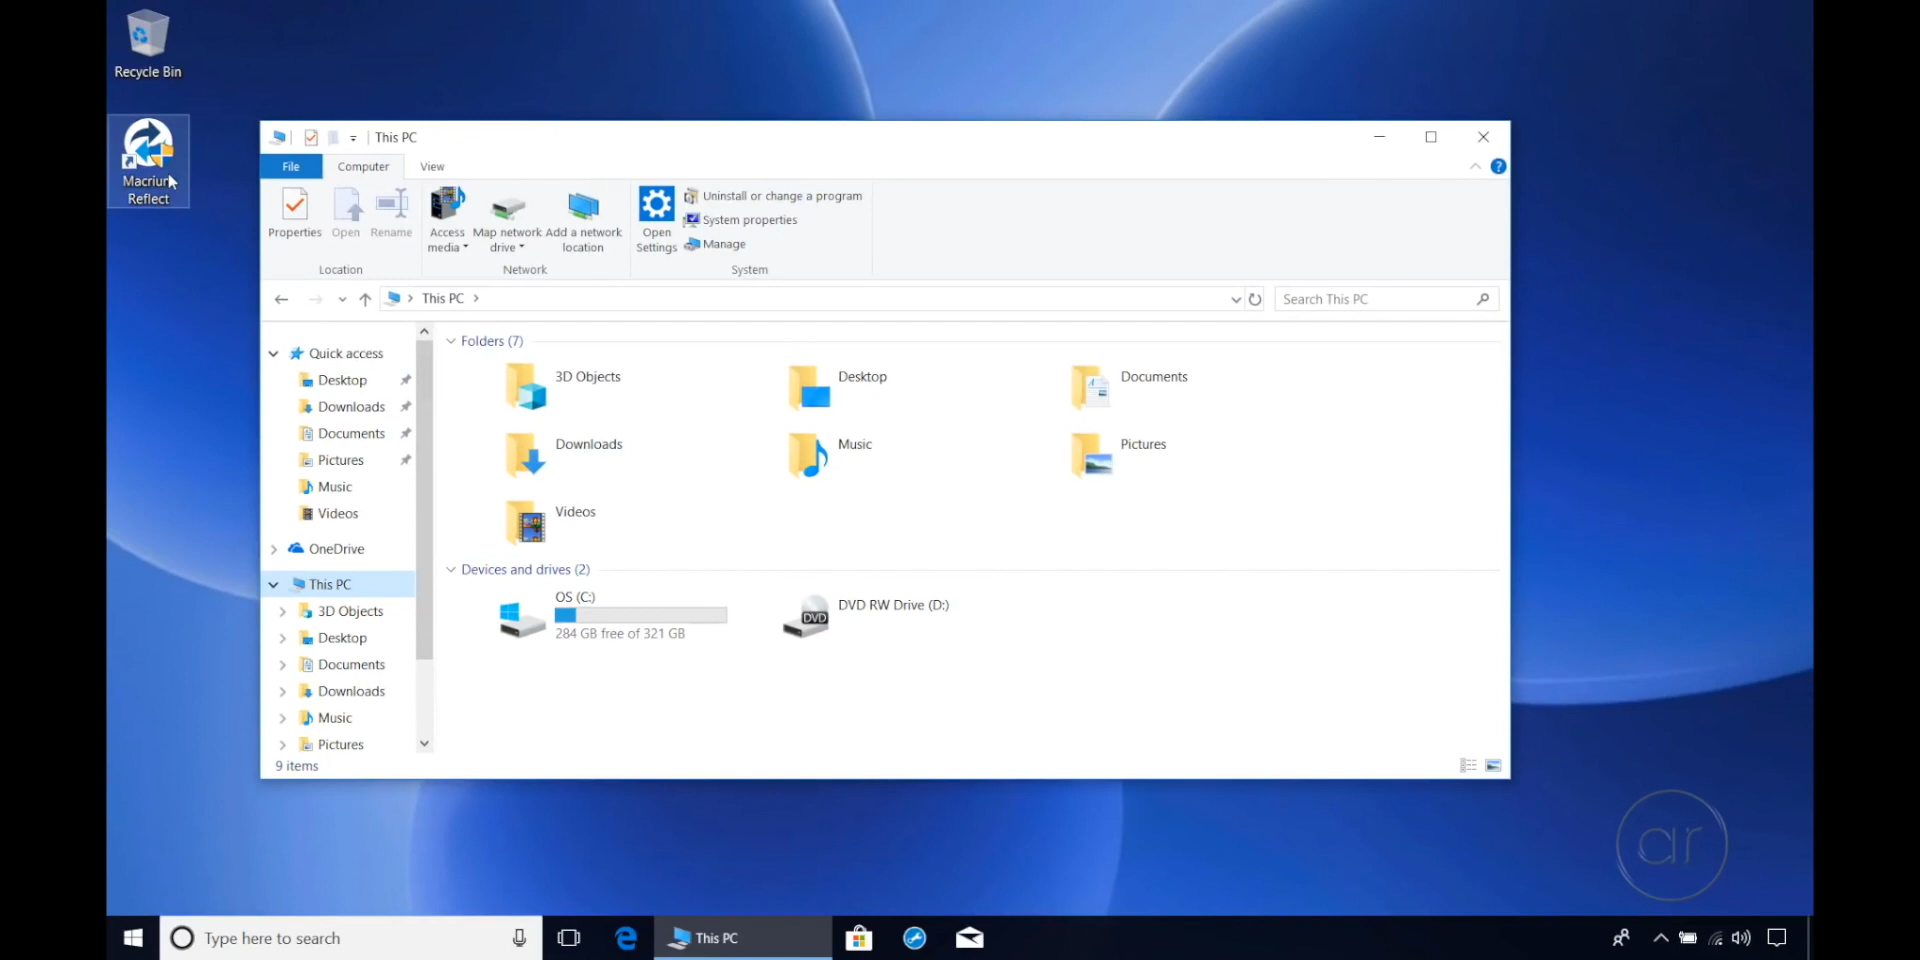 Recycle Bin
Macrium
Reflect
This PC
File Computer View
Properties Open Rename
Access
media
Map network
drive
Add a network
location
Open
Settings
Uninstall or change a program
System properties
Manage
Location Network System
This PC
Search This PC
Quick access
Desktop
Downloads
Documents
Pictures
Music
Videos
OneDrive
This PC
3D Objects
Desktop
Documents
Downloads
Music
Pictures
Folders (7)
3D Objects Desktop Documents
Downloads Music Pictures
Videos
Devices and drives (2)
OS (C:)
284 GB free of 321 GB
DVD
DVD RW Drive (D:)
9 items
ar
Type here to search
This PC